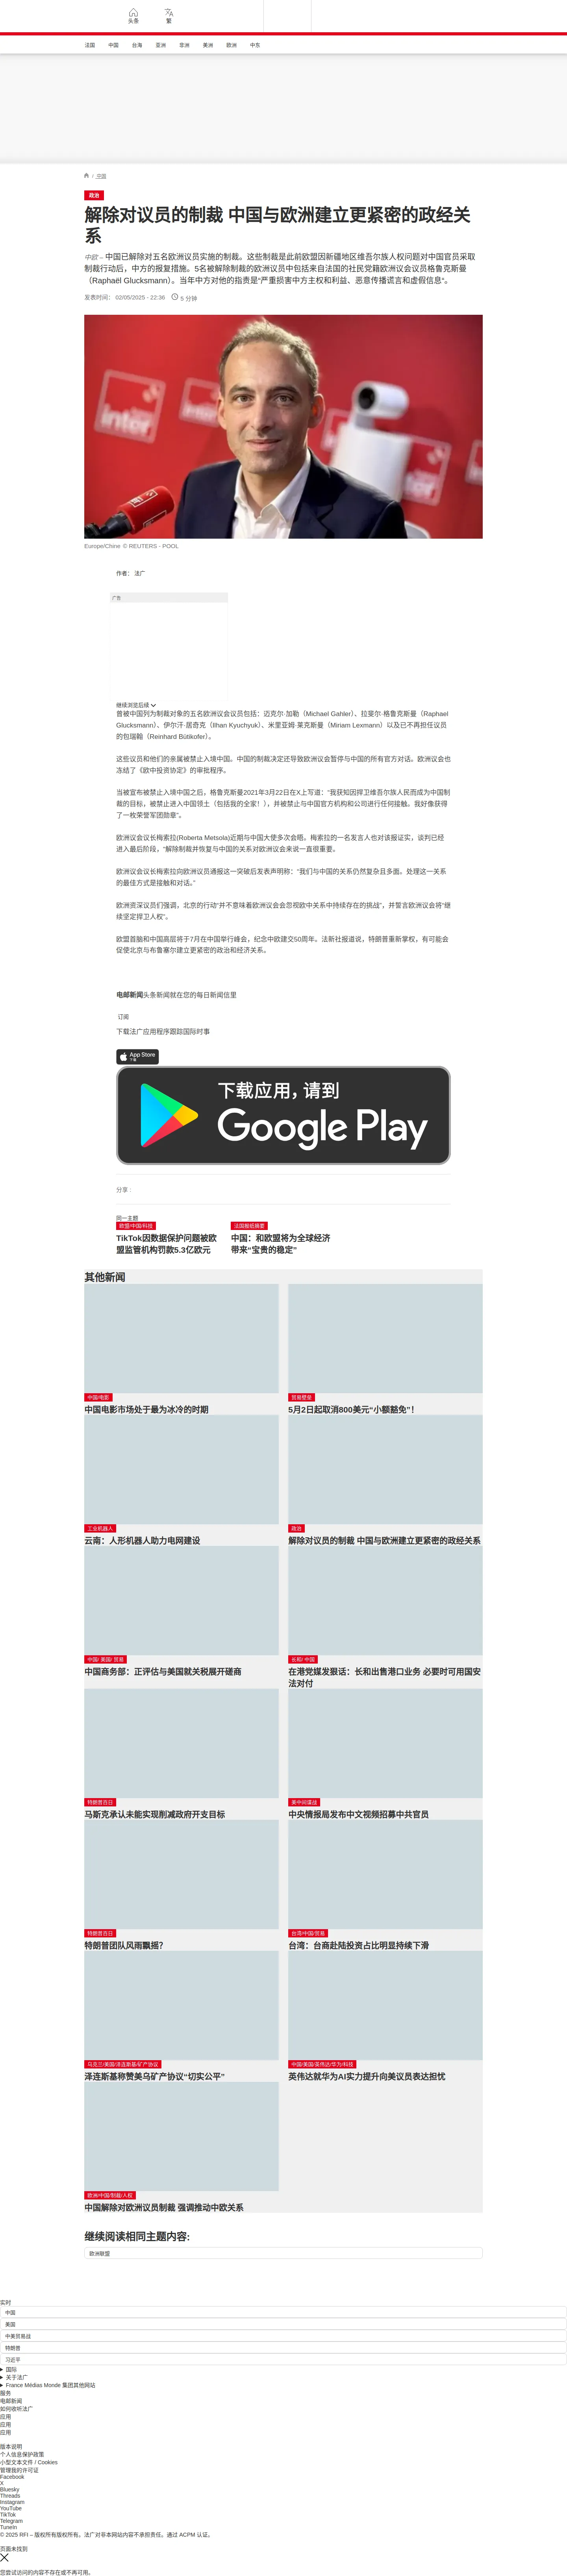 头条
繁
法国
中国
台海
亚洲
非洲
美洲
欧洲
中东
/ 中国
政治
解除对议员的制裁 中国与欧洲建立更紧密的政经关
系
中欧 – 中国已解除对五名欧洲议员实施的制裁。这些制裁是此前欧盟因新疆地区维吾尔族人权问题对中国官员采取
制裁行动后，中方的报复措施。5名被解除制裁的欧洲议员中包括来自法国的社民党籍欧洲议会议员格鲁克斯曼
（Raphaël Glucksmann）。当年中方对他的指责是“严重损害中方主权和利益、恶意传播谎言和虚假信息“。
发表时间： 02/05/2025 - 22:36
5 分钟
inter
inter
Europe/Chine © REUTERS - POOL
作者： 法广
广告
继续浏览后续
曾被中国列为制裁对象的五名欧洲议会议员包括：迈克尔·加勒（Michael Gahler）、拉斐尔·格鲁克斯曼（Raphael
Glucksmann）、伊尔汗·居查克（Ilhan Kyuchyuk）、米里亚姆·莱克斯曼（Miriam Lexmann）以及已不再担任议员
的包瑞翰（Reinhard Bütikofer）。
这些议员和他们的亲属被禁止入境中国。中国的制裁决定还导致欧洲议会暂停与中国的所有官方对话。欧洲议会也
冻结了《欧中投资协定》的审批程序。
当被宣布被禁止入境中国之后，格鲁克斯曼2021年3月22日在X上写道：“我获知因捍卫维吾尔族人民而成为中国制
裁的目标，被禁止进入中国领土（包括我的全家！），并被禁止与中国官方机构和公司进行任何接触。我好像获得
了一枚荣誉军团勋章”。
欧洲议会议长梅索拉(Roberta Metsola)近期与中国大使多次会晤。梅索拉的一名发言人也对该报证实，谈判已经
进入最后阶段，“解除制裁并恢复与中国的关系对欧洲议会来说一直很重要。
欧洲议会议长梅索拉向欧洲议员通报这一突破后发表声明称：“我们与中国的关系仍然复杂且多面。处理这一关系
的最佳方式是接触和对话。”
欧洲资深议员们强调，北京的行动“并不意味着欧洲议会会忽视欧中关系中持续存在的挑战”，并誓言欧洲议会将“继
续坚定捍卫人权”。
欧盟首脑和中国高层将于7月在中国举行峰会，纪念中欧建交50周年。法新社报道说，特朗普重新掌权，有可能会
促使北京与布鲁塞尔建立更紧密的政治和经济关系。
电邮新闻头条新闻就在您的每日新闻信里
订阅
下载法广应用程序跟踪国际时事
App Store
下载
下载应用，请到
Google Play
分享 :
同一主题
欧盟/中国/科技
TikTok因数据保护问题被欧
盟监管机构罚款5.3亿欧元
法国报纸摘要
中国：和欧盟将为全球经济
带来“宝贵的稳定”
其他新闻
中国/电影
中国电影市场处于最为冰冷的时期
贸易壁垒
5月2日起取消800美元“小额豁免”！
工业机器人
云南：人形机器人助力电网建设
政治
解除对议员的制裁 中国与欧洲建立更紧密的政经关系
中国/ 美国/ 贸易
中国商务部：正评估与美国就关税展开磋商
长和/ 中国
在港党媒发狠话：长和出售港口业务 必要时可用国安
法对付
特朗普百日
马斯克承认未能实现削减政府开支目标
美中间谍战
中央情报局发布中文视频招募中共官员
特朗普百日
特朗普团队风雨飘摇？
台湾/中国/贸易
台湾：台商赴陆投资占比明显持续下滑
乌克兰/美国/泽连斯基/矿产协议
泽连斯基称赞美乌矿产协议“切实公平”
中国/美国/英伟达/华为/科技
英伟达就华为AI实力提升向美议员表达担忧
欧洲/中国/制裁/人权
中国解除对欧洲议员制裁 强调推动中欧关系
继续阅读相同主题内容:
欧洲联盟
实时
中国
美国
中美贸易战
特朗普
习近平
国际
关于法广
France Médias Monde 集团其他网站
服务
电邮新闻
如何收听法广
应用
应用
应用
版本说明
个人信息保护政策
小型文本文件 / Cookies
管理我的许可证
Facebook
X
Bluesky
Threads
Instagram
YouTube
TikTok
Telegram
TuneIn
© 2025 RFI – 版权所有版权所有。法广对非本网站内容不承担责任。通过 ACPM 认证。
页面未找到
您尝试访问的内容不存在或不再可用。